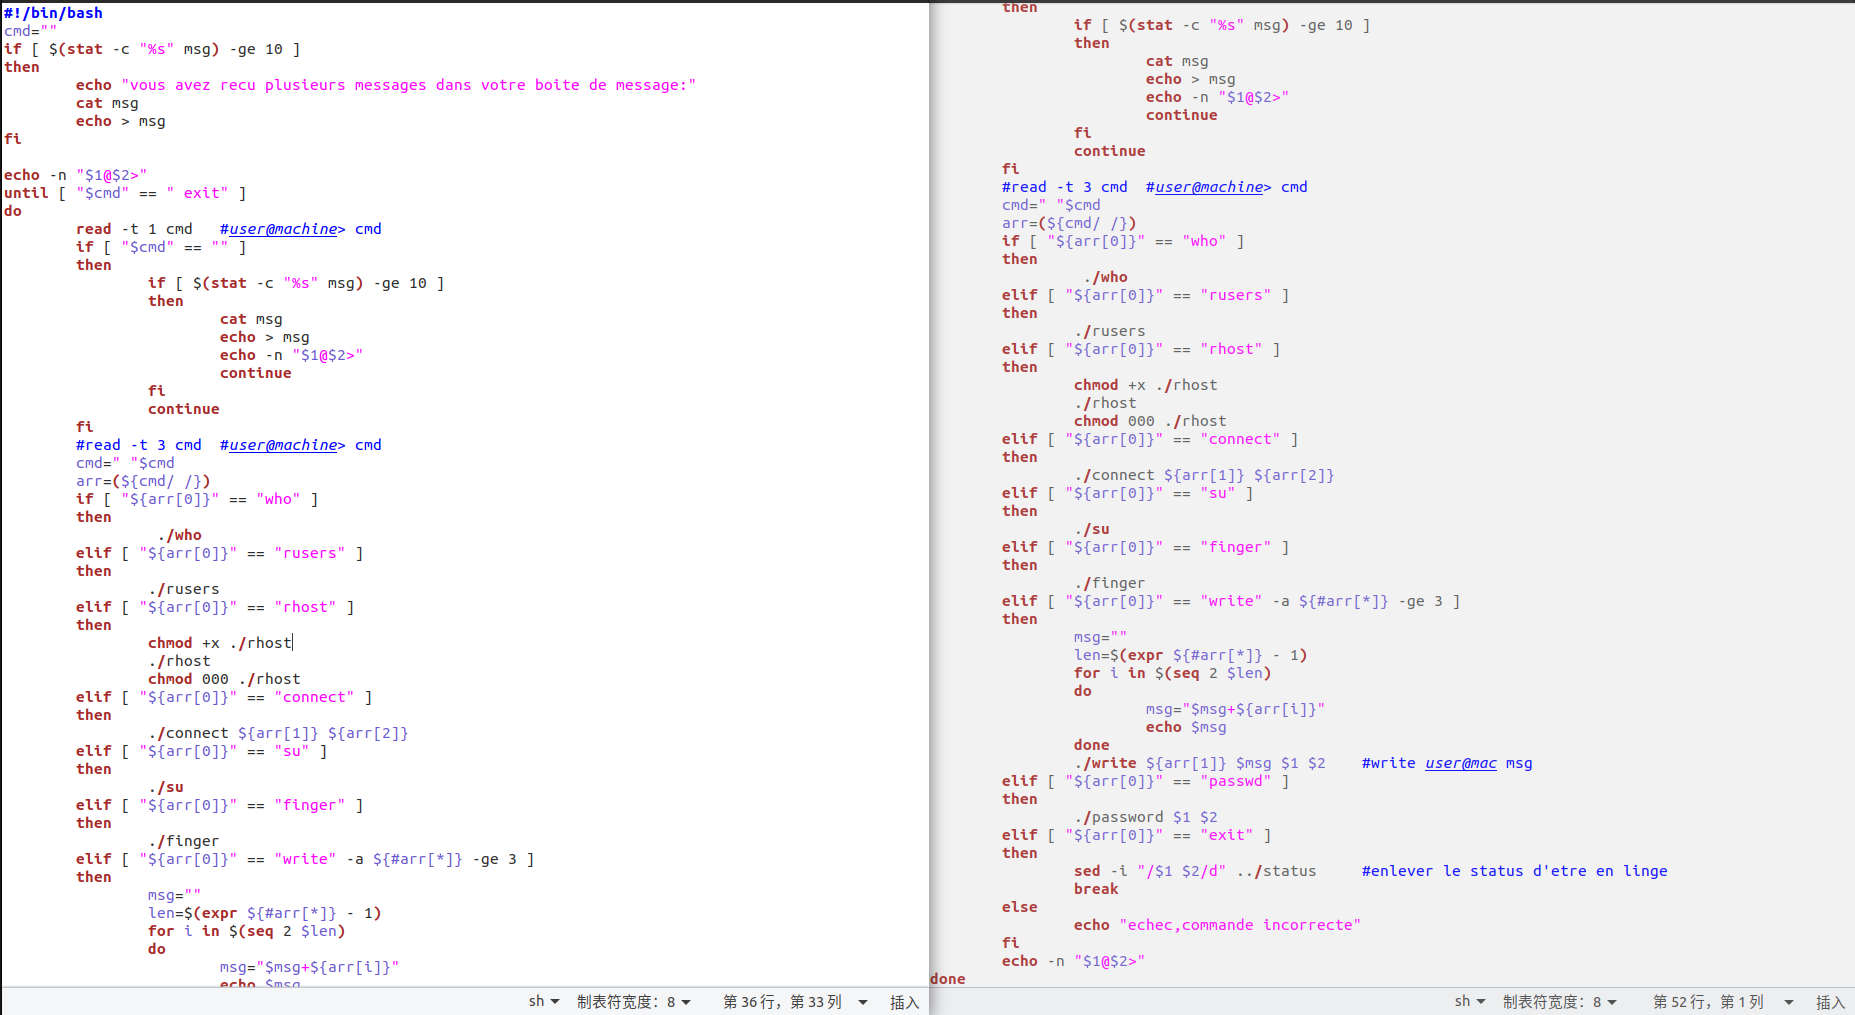 #!/bin/bash
cmd=""
if [ $(stat -c "%s" msg) -ge 10 ]
then
        echo "vous avez recu plusieurs messages dans votre boite de message:"
        cat msg
        echo > msg
fi

echo -n "$1@$2>"
until [ "$cmd" == " exit" ]
do
        read -t 1 cmd   #user@machine> cmd
        if [ "$cmd" == "" ]
        then
                if [ $(stat -c "%s" msg) -ge 10 ]
                then
                        cat msg
                        echo > msg
                        echo -n "$1@$2>"
                        continue
                fi
                continue
        fi
        #read -t 3 cmd  #user@machine> cmd
        cmd=" "$cmd
        arr=(${cmd/ /})
        if [ "${arr[0]}" == "who" ]
        then
                 ./who
        elif [ "${arr[0]}" == "rusers" ]
        then
                ./rusers
        elif [ "${arr[0]}" == "rhost" ]
        then
                chmod +x ./rhost
                ./rhost
                chmod 000 ./rhost
        elif [ "${arr[0]}" == "connect" ]
        then
                ./connect ${arr[1]} ${arr[2]}
        elif [ "${arr[0]}" == "su" ]
        then
                ./su
        elif [ "${arr[0]}" == "finger" ]
        then
                ./finger
        elif [ "${arr[0]}" == "write" -a ${#arr[*]} -ge 3 ]
        then
                msg=""
                len=$(expr ${#arr[*]} - 1)
                for i in $(seq 2 $len)
                do
                        msg="$msg+${arr[i]}"
                        echo $msg
sh 制表符宽度：8 第 36 行，第 33 列 插入
        then
                if [ $(stat -c "%s" msg) -ge 10 ]
                then
                        cat msg
                        echo > msg
                        echo -n "$1@$2>"
                        continue
                fi
                continue
        fi
        #read -t 3 cmd  #user@machine> cmd
        cmd=" "$cmd
        arr=(${cmd/ /})
        if [ "${arr[0]}" == "who" ]
        then
                 ./who
        elif [ "${arr[0]}" == "rusers" ]
        then
                ./rusers
        elif [ "${arr[0]}" == "rhost" ]
        then
                chmod +x ./rhost
                ./rhost
                chmod 000 ./rhost
        elif [ "${arr[0]}" == "connect" ]
        then
                ./connect ${arr[1]} ${arr[2]}
        elif [ "${arr[0]}" == "su" ]
        then
                ./su
        elif [ "${arr[0]}" == "finger" ]
        then
                ./finger
        elif [ "${arr[0]}" == "write" -a ${#arr[*]} -ge 3 ]
        then
                msg=""
                len=$(expr ${#arr[*]} - 1)
                for i in $(seq 2 $len)
                do
                        msg="$msg+${arr[i]}"
                        echo $msg
                done
                ./write ${arr[1]} $msg $1 $2    #write user@mac msg
        elif [ "${arr[0]}" == "passwd" ]
        then
                ./password $1 $2
        elif [ "${arr[0]}" == "exit" ]
        then
                sed -i "/$1 $2/d" ../status     #enlever le status d'etre en linge
                break
        else
                echo "echec,commande incorrecte"
        fi
        echo -n "$1@$2>"
done
sh 制表符宽度：8 第 52 行，第 1 列 插入